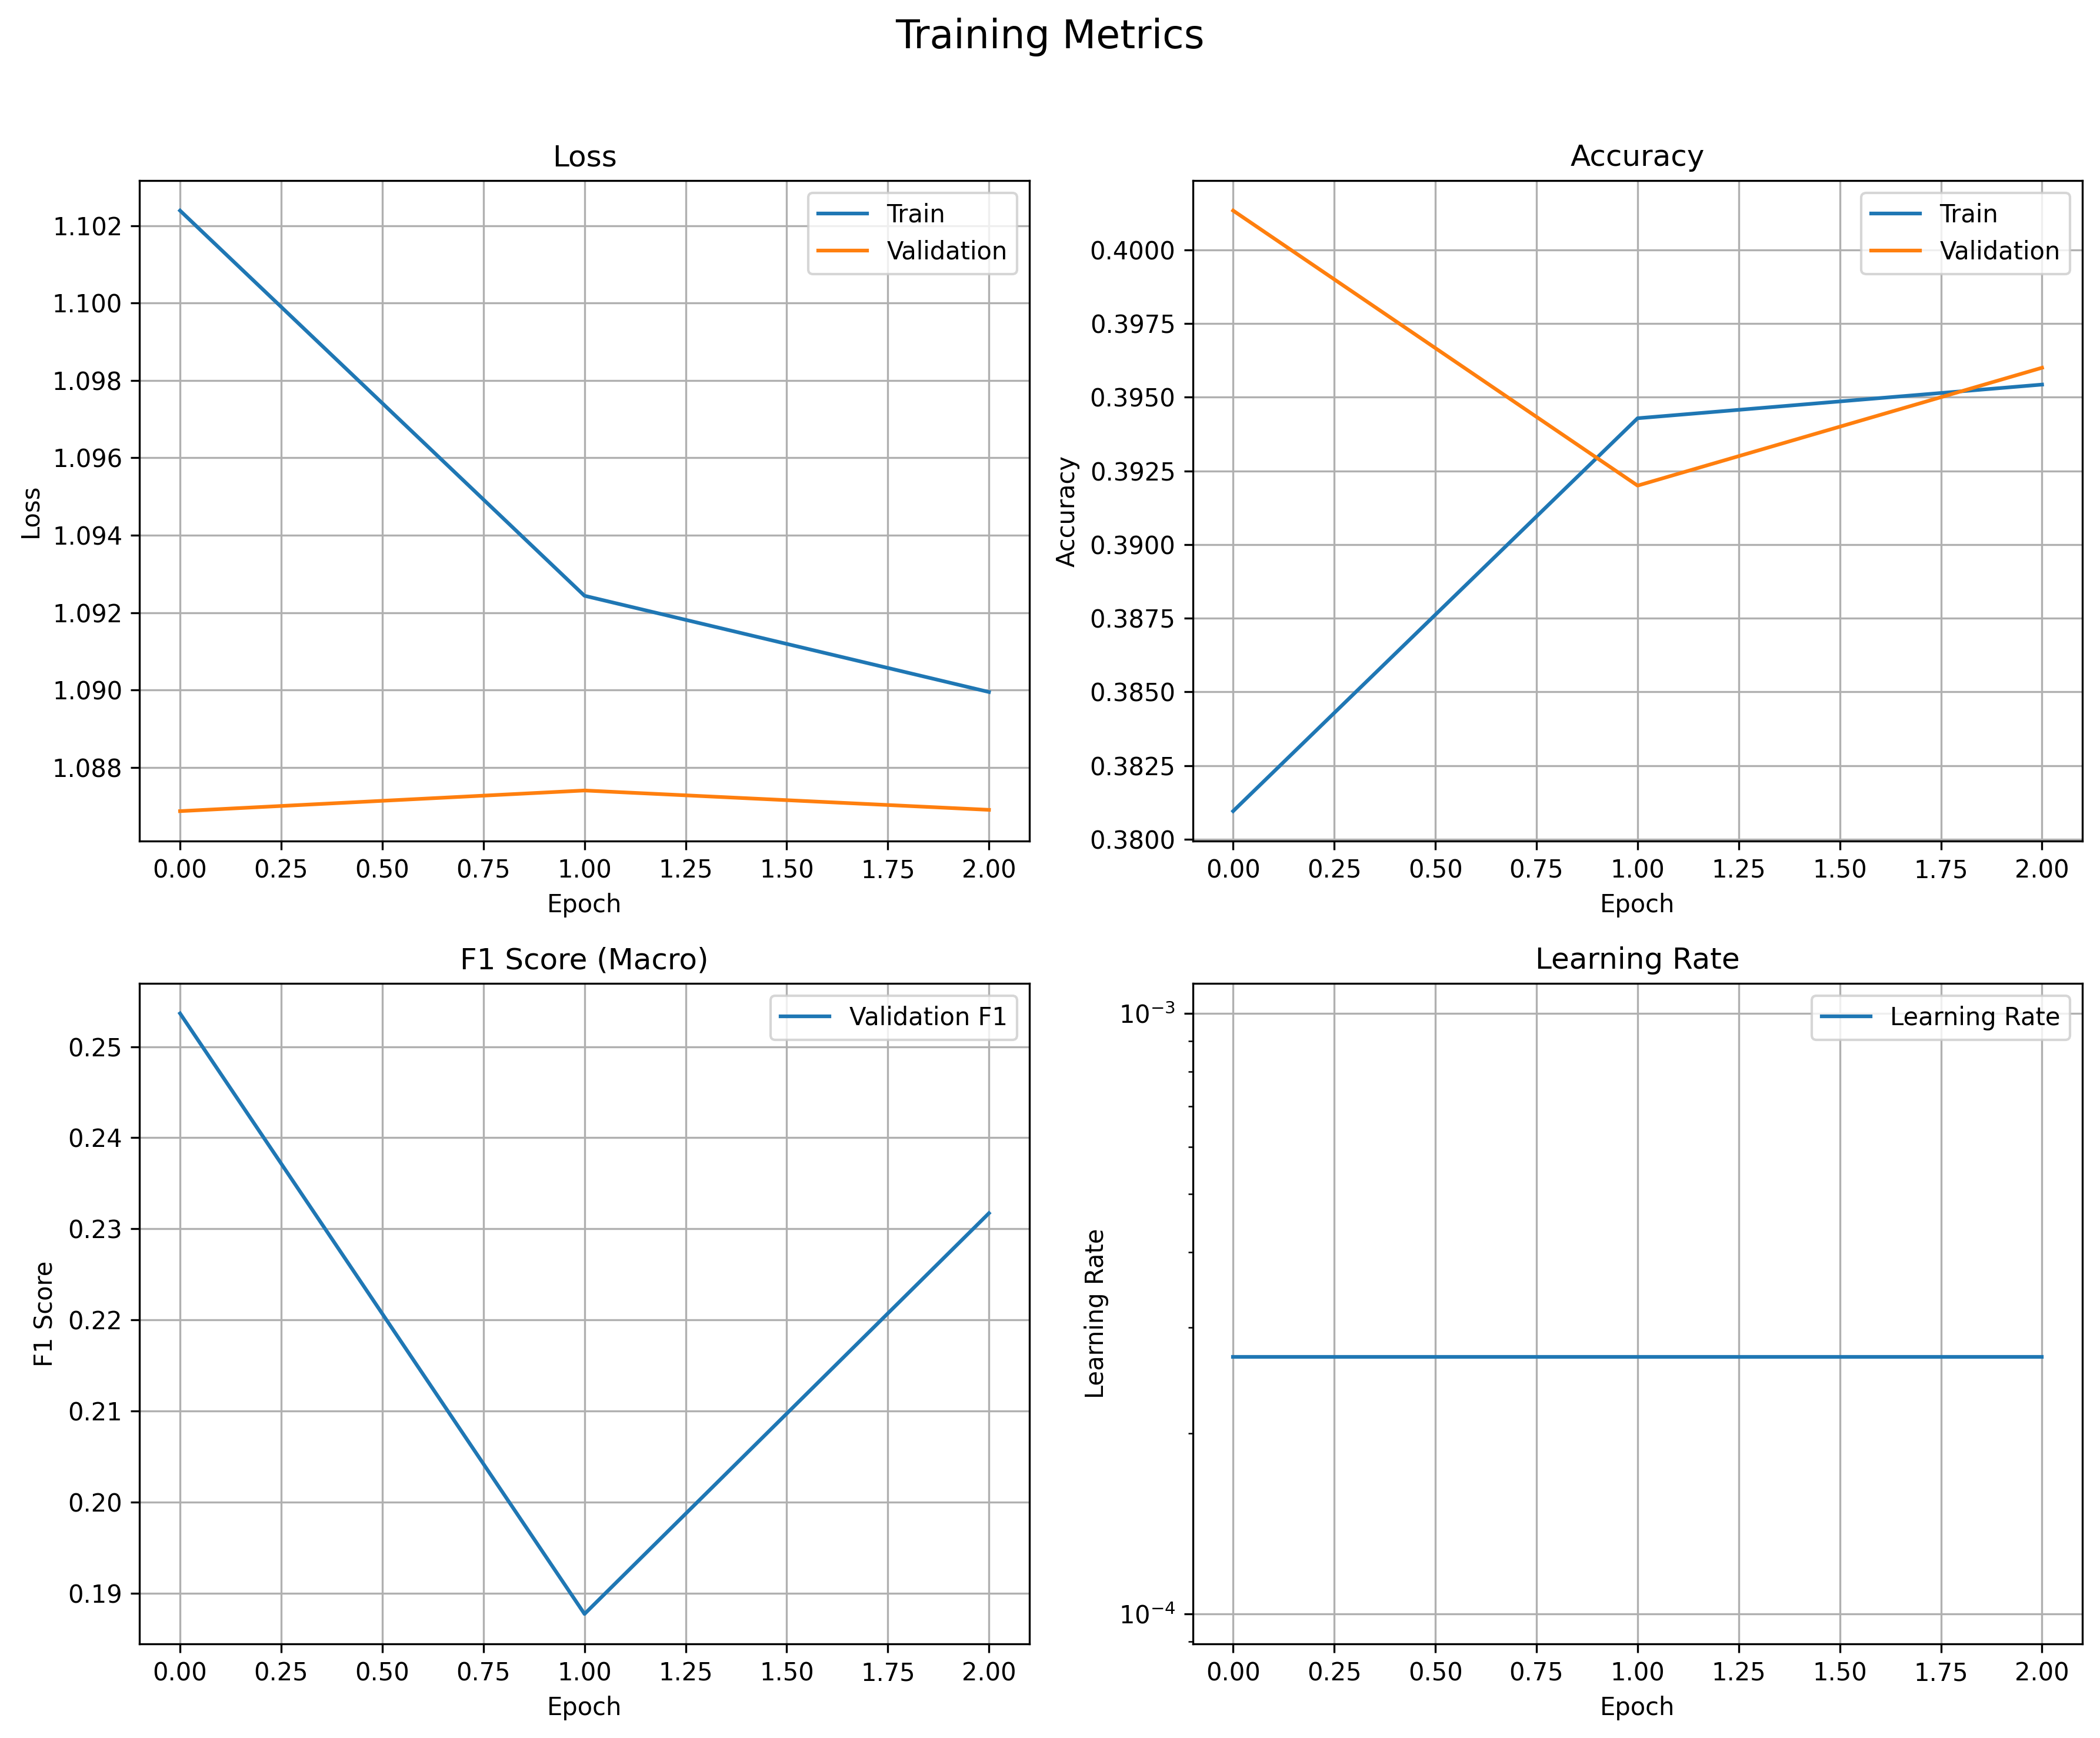 Training Metrics
Loss
1.102
1.100
1.098
1.096
1.094
1.092
1.090
1.088
Loss
Train
Validation
0.00 0.25 0.50 0.75 1.00 1.25 1.50 1.75 2.00
Epoch
Accuracy
0.4000
0.3975
0.3950
0.3925
0.3900
0.3875
0.3850
0.3825
0.3800
Accuracy
Train
Validation
0.00 0.25 0.50 0.75 1.00 1.25 1.50 1.75 2.00
Epoch
F1 Score (Macro)
0.25
0.24
0.23
0.22
0.21
0.20
0.19
F1 Score
Validation F1
0.00 0.25 0.50 0.75 1.00 1.25 1.50 1.75 2.00
Epoch
Learning Rate
10⁻³
10⁻⁴
Learning Rate
Learning Rate
0.00 0.25 0.50 0.75 1.00 1.25 1.50 1.75 2.00
Epoch